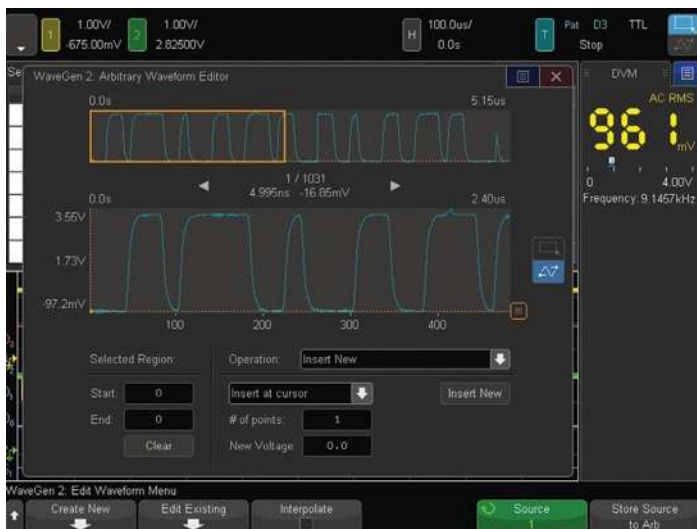 1 1.00V/ 2 1.00V/ H 100.0us/ T Pat D3 TTL
-675.00mV 2.82500V 0.0s Stop
Se WaveGen 2: Arbitrary Waveform Editor DVM
0.0s 5.15us AC RMS
961 mV
1 / 1031
4.995ns -16.85mV
0 4.00V
Frequency: 9.1457kHz
0.0s 2.40us
3.55V
1.73V
-97.2mV
100 200 300 400
Selected Region: Operation: Insert New
Start: 0 Insert at cursor Insert New
End: 0 # of points: 1
Clear New Voltage: 0.0
WaveGen 2: Edit Waveform Menu
Create New Edit Existing Interpolate Source Store Source
1 to Arb